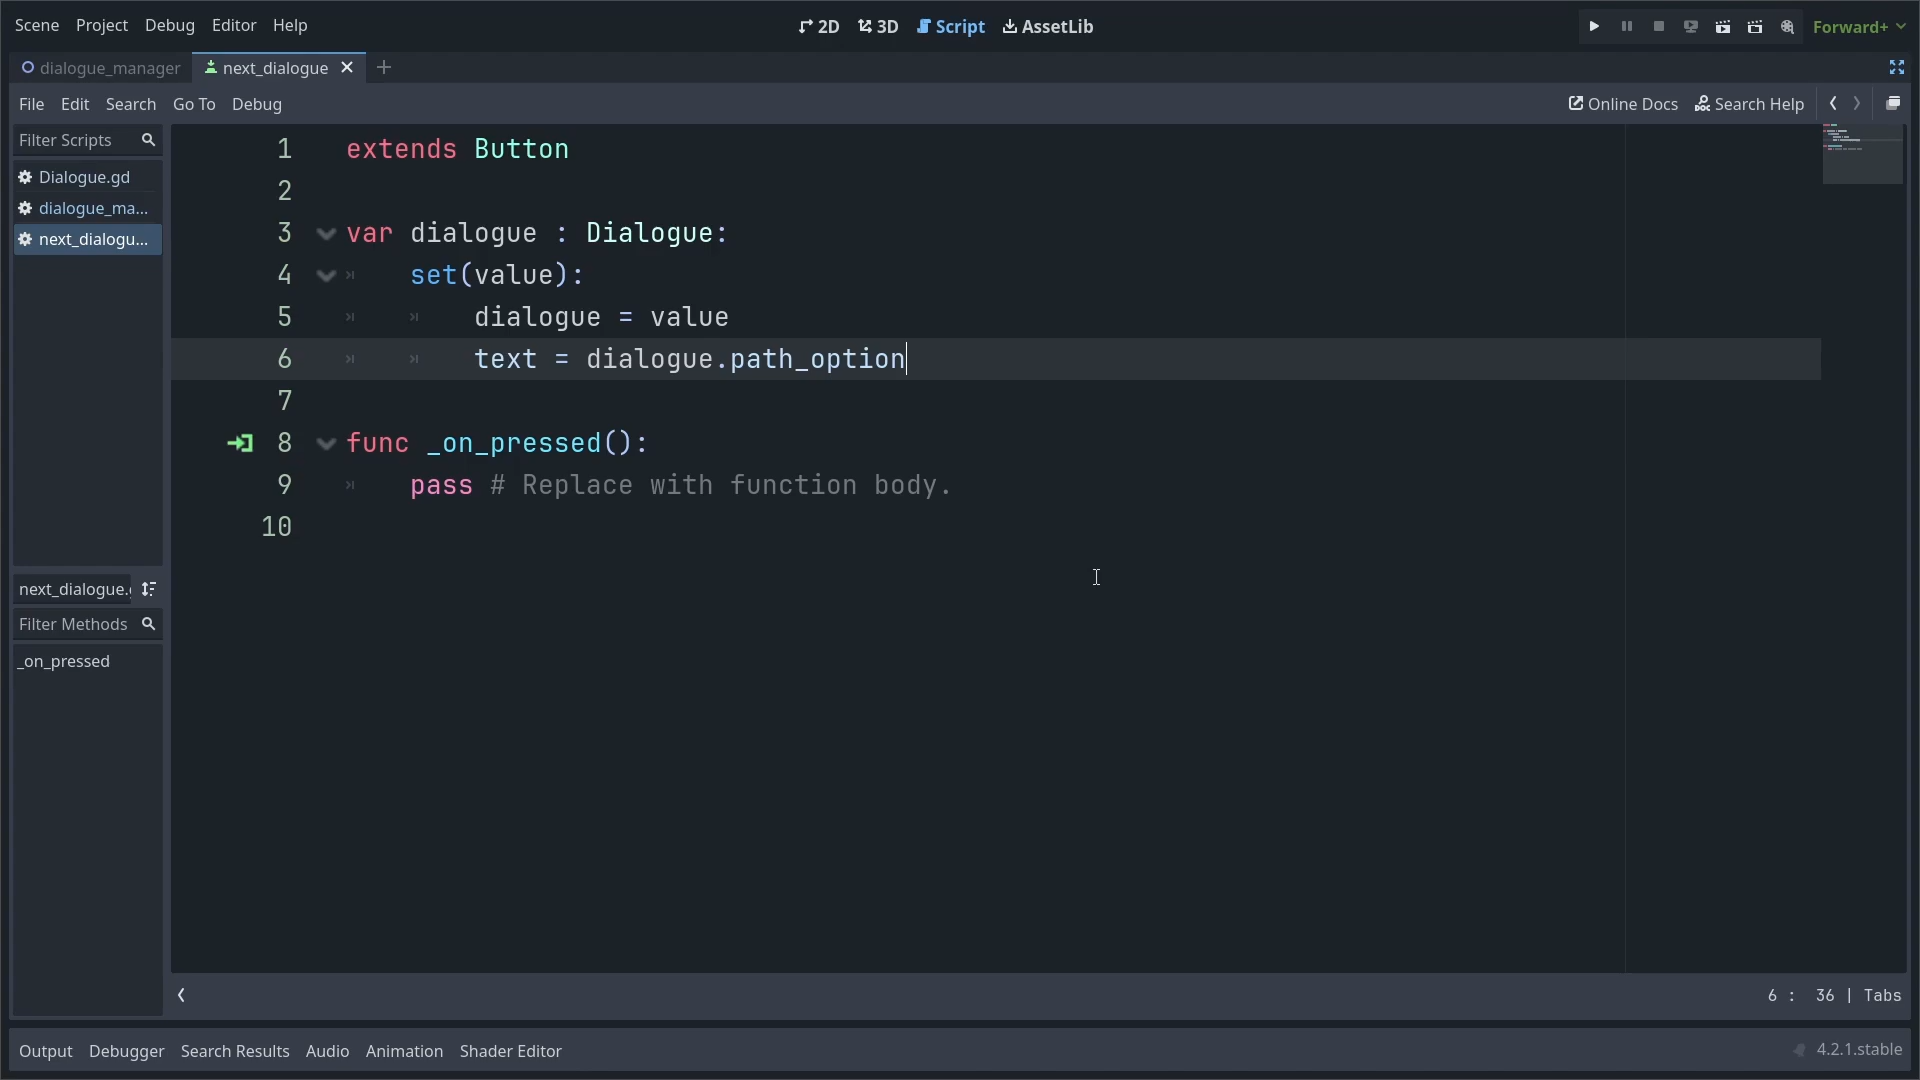 Scene Project Debug Editor Help
2D 3D Script AssetLib
Forward+
dialogue_manager next_dialogue
File Edit Search Go To Debug
Online Docs Search Help
Filter Scripts
Dialogue.gd
dialogue_ma...
next_dialogu...
next_dialogue.
Filter Methods
_on_pressed
1 extends Button
2
3 var dialogue : Dialogue:
4 set(value):
5 dialogue = value
6 text = dialogue.path_option
7
8 func _on_pressed():
9 pass # Replace with function body.
10
6 : 36 | Tabs
Output Debugger Search Results Audio Animation Shader Editor
4.2.1.stable